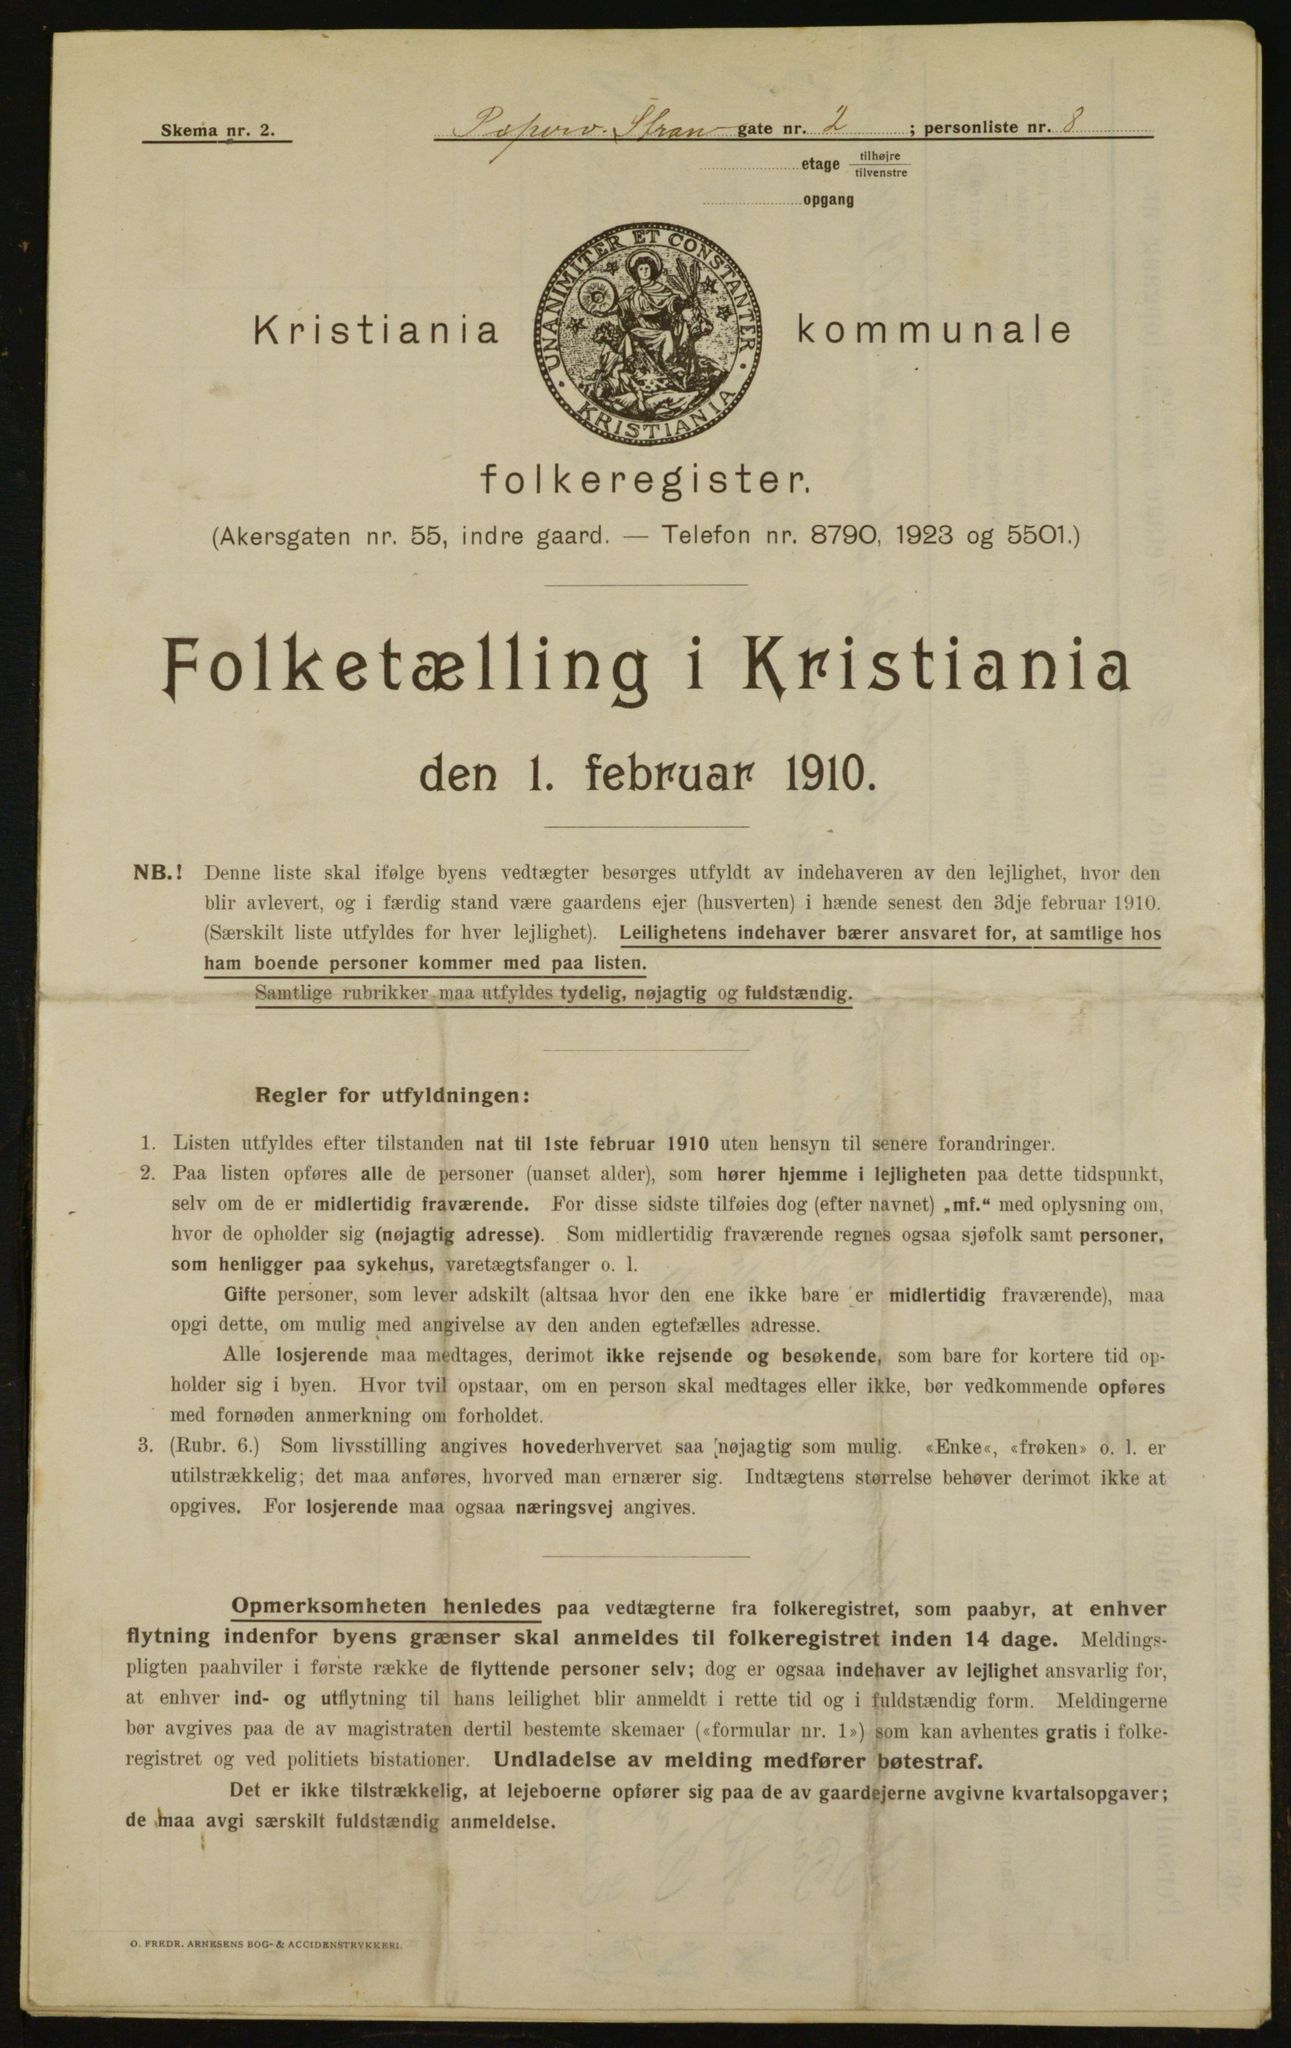 Skema nr. 2.
Pipervv. Stran gate nr. 2 ; personliste nr. 8
etage tilhøjre
tilvenstre
opgang
UNANIMITER ET CONSTANTER
KRISTIANIA
Kristiania kommunale
folkeregister.
(Akersgaten nr. 55, indre gaard. — Telefon nr. 8790, 1923 og 5501.)
Folketælling i Kristiania
den 1. februar 1910.
NB.! Denne liste skal ifølge byens vedtægter besørges utfyldt av indehaveren av den lejlighet, hvor den
blir avlevert, og i færdig stand være gaardens ejer (husverten) i hænde senest den 3dje februar 1910.
(Særskilt liste utfyldes for hver lejlighet). Leilighetens indehaver bærer ansvaret for, at samtlige hos
ham boende personer kommer med paa listen.
Samtlige rubrikker maa utfyldes tydelig, nøjagtig og fuldstændig.
Regler for utfyldningen:
1. Listen utfyldes efter tilstanden nat til 1ste februar 1910 uten hensyn til senere forandringer.
2. Paa listen opføres alle de personer (uanset alder), som hører hjemme i lejligheten paa dette tidspunkt,
selv om de er midlertidig fraværende. For disse sidste tilføies dog (efter navnet) „mf.“ med oplysning om,
hvor de opholder sig (nøjagtig adresse). Som midlertidig fraværende regnes ogsaa sjøfolk samt personer,
som henligger paa sykehus, varetægtsfanger o. l.
Gifte personer, som lever adskilt (altsaa hvor den ene ikke bare er midlertidig fraværende), maa
opgi dette, om mulig med angivelse av den anden egtefælles adresse.
Alle losjerende maa medtages, derimot ikke rejsende og besøkende, som bare for kortere tid op-
holder sig i byen. Hvor tvil opstaar, om en person skal medtages eller ikke, bør vedkommende opføres
med fornøden anmerkning om forholdet.
3. (Rubr. 6.) Som livsstilling angives hovederhvervet saa nøjagtig som mulig. «Enke«, «frøken» o. l. er
utilstrækkelig; det maa anføres, hvorved man ernærer sig. Indtægtens størrelse behøver derimot ikke at
opgives. For losjerende maa ogsaa næringsvej angives.
Opmerksomheten henledes paa vedtægterne fra folkeregistret, som paabyr, at enhver
flytning indenfor byens grænser skal anmeldes til folkeregistret inden 14 dage. Meldings-
pligten paahviler i første række de flyttende personer selv; dog er ogsaa indehaver av lejlighet ansvarlig for,
at enhver ind- og utflytning til hans leilighet blir anmeldt i rette tid og i fuldstændig form. Meldingerne
bør avgives paa de av magistraten dertil bestemte skemaer («formular nr. 1») som kan avhentes gratis i folke-
registret og ved politiets bistationer. Undladelse av melding medfører bøtestraf.
Det er ikke tilstrækkelig, at lejeboerne opfører sig paa de av gaardejerne avgivne kvartalsopgaver;
de maa avgi særskilt fuldstændig anmeldelse.
O. FREDR. ARNESENS BOG- & ACCIDENSTRYKKERI.